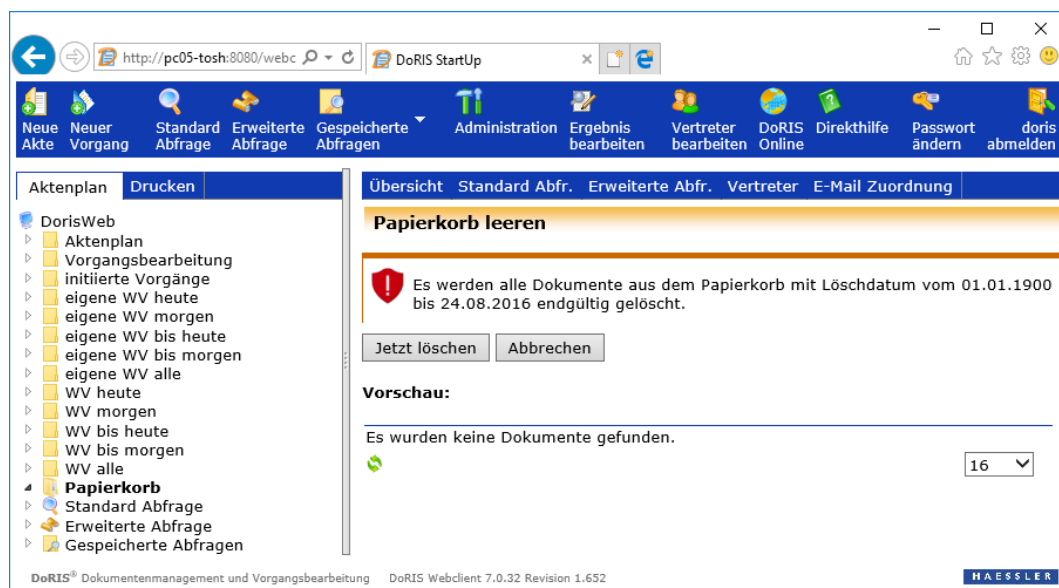 http://pc05-tosh:8080/webc
DoRIS StartUp
Neue Akte
Neuer Vorgang
Standard Abfrage
Erweiterte Abfrage
Gespeicherte Abfragen
Administration
Ergebnis bearbeiten
Vertreter bearbeiten
DoRIS Online
Direkthilfe
Passwort ändern
doris abmelden
Aktenplan
Drucken
Übersicht
Standard Abfr.
Erweiterte Abfr.
Vertreter
E-Mail Zuordnung
DorisWeb
Aktenplan
Vorgangsbearbeitung
initiierte Vorgänge
eigene WV heute
eigene WV morgen
eigene WV bis heute
eigene WV bis morgen
eigene WV alle
WV heute
WV morgen
WV bis heute
WV bis morgen
WV alle
Papierkorb
Standard Abfrage
Erweiterte Abfrage
Gespeicherte Abfragen
Papierkorb leeren
Es werden alle Dokumente aus dem Papierkorb mit Löschdatum vom 01.01.1900
bis 24.08.2016 endgültig gelöscht.
Jetzt löschen
Abbrechen
Vorschau:
Es wurden keine Dokumente gefunden.
16
DoRIS® Dokumentenmanagement und Vorgangsbearbeitung
DoRIS Webclient 7.0.32 Revision 1.652
HAESSLER